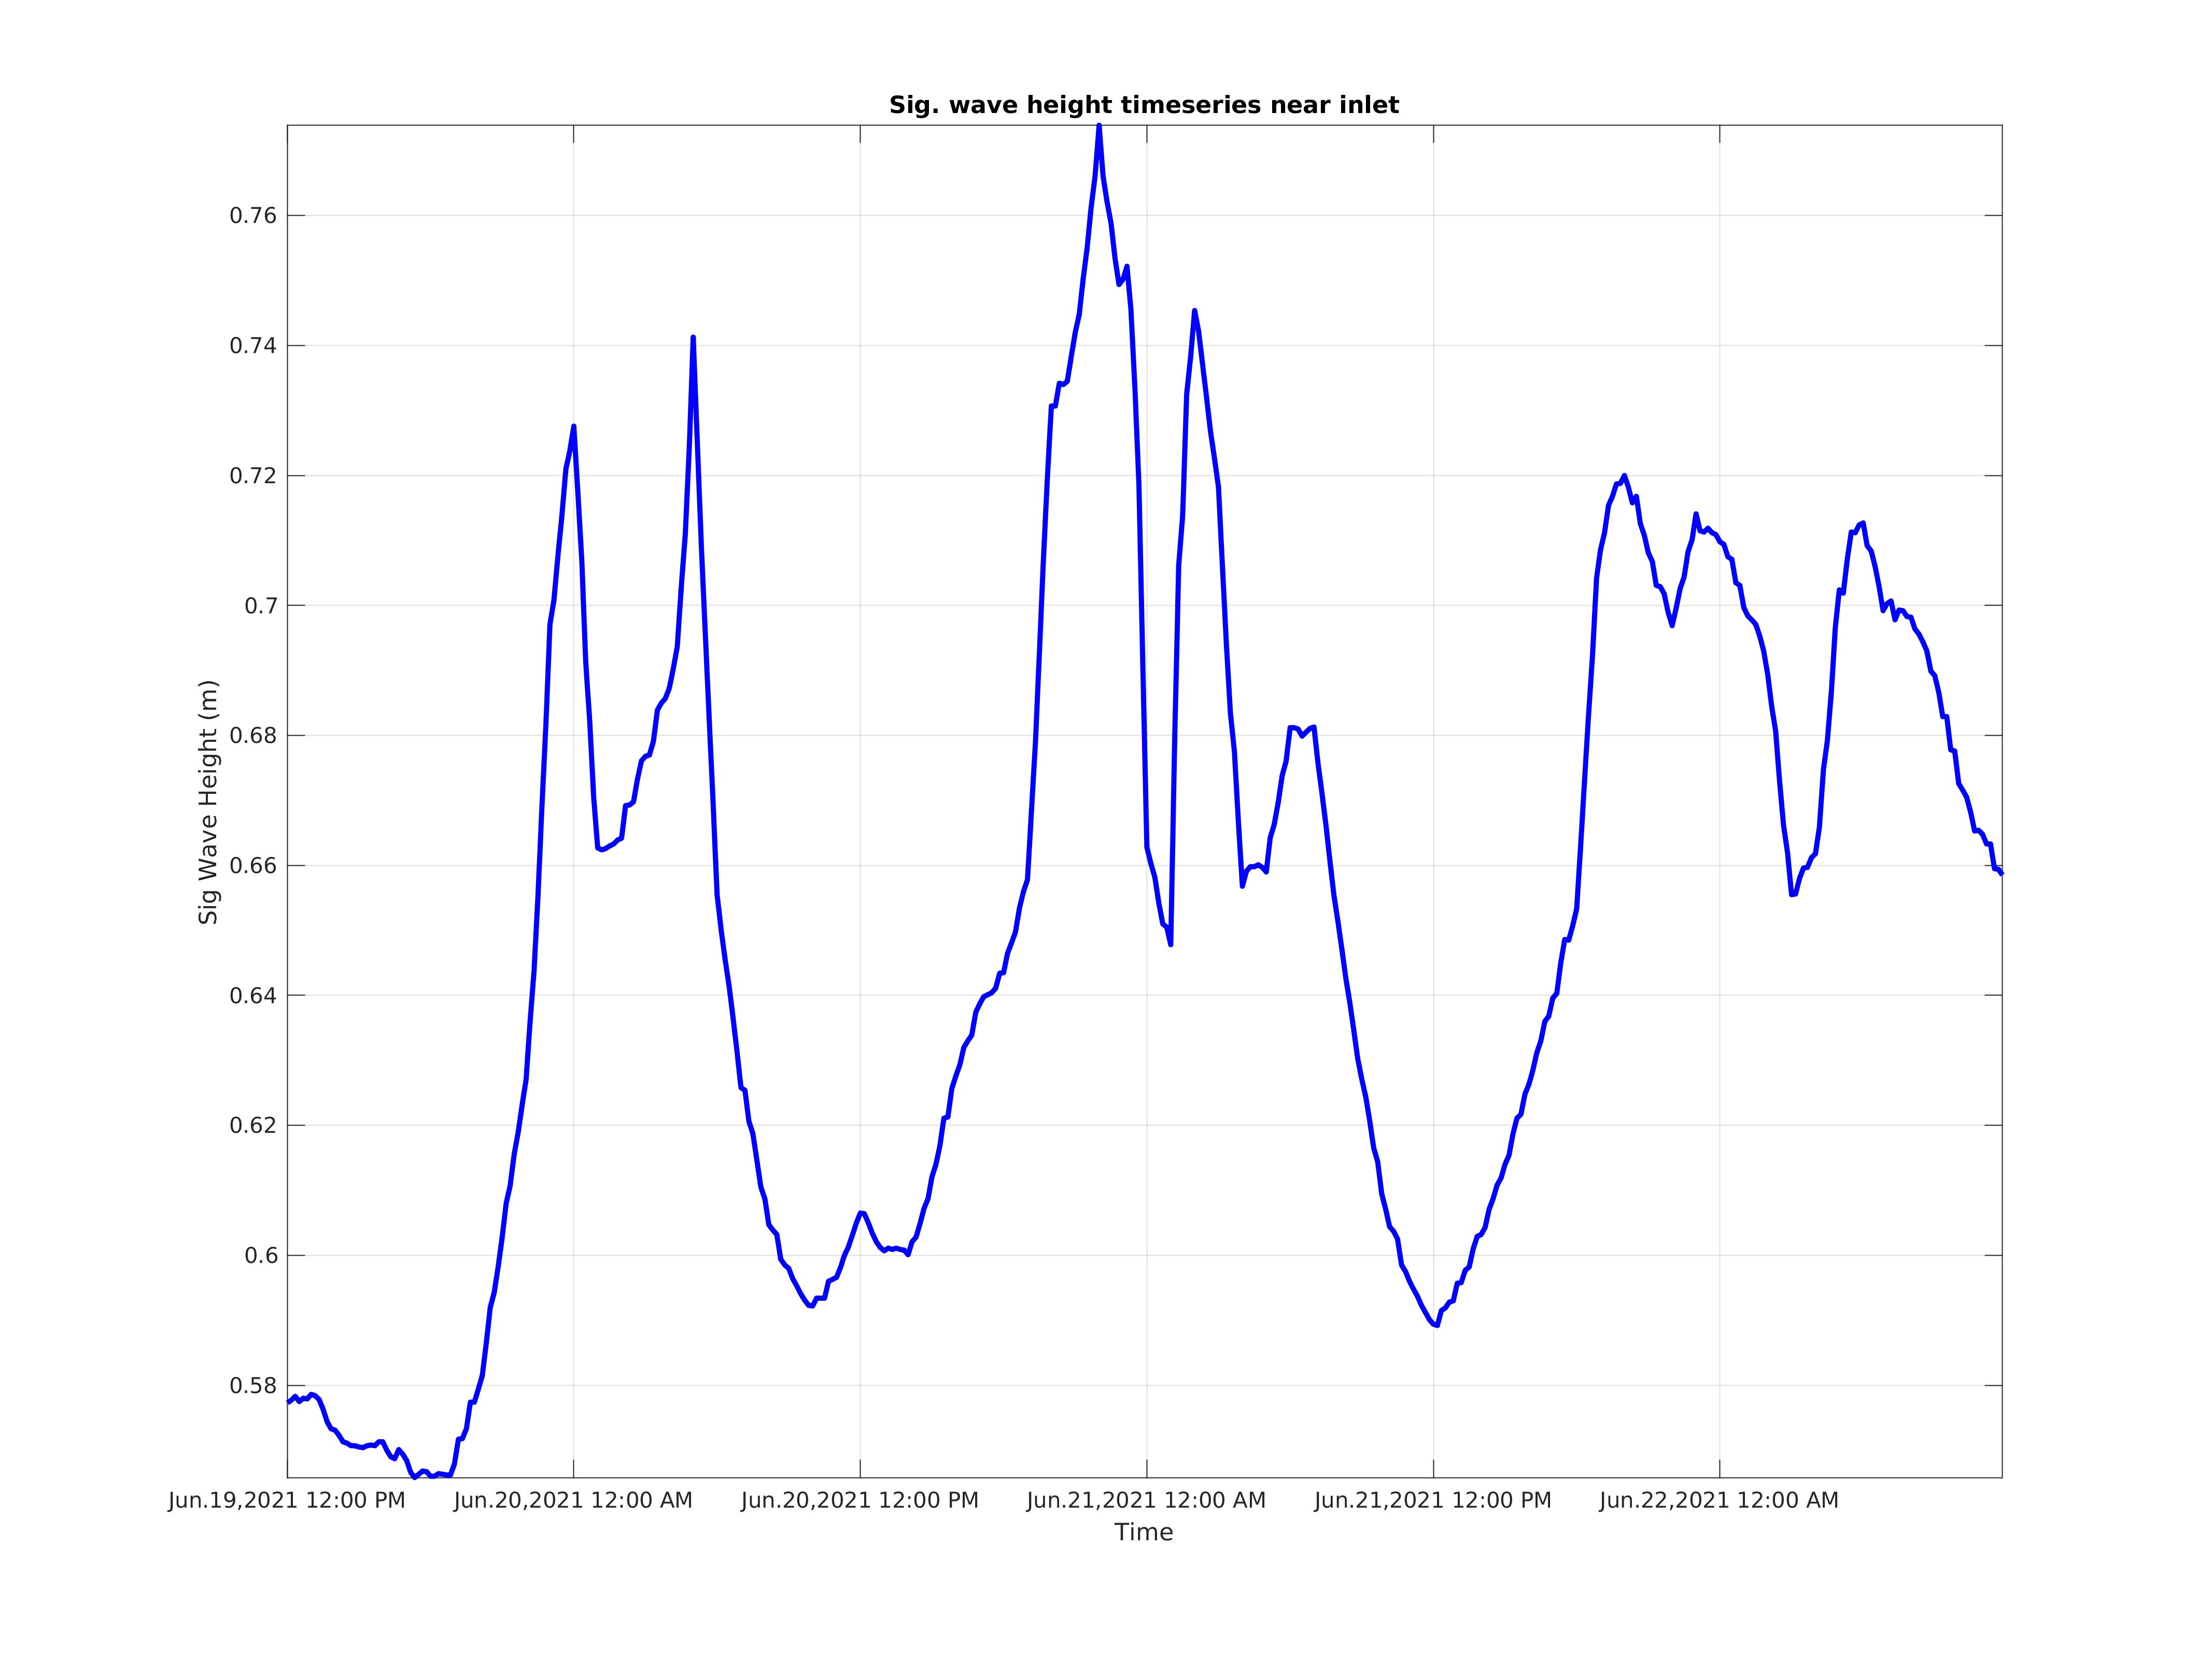 Sig. wave height timeseries near inlet
0.76
0.74
0.72
0.7
0.68
0.66
0.64
0.62
0.6
0.58
Sig Wave Height (m)
Jun.19,2021 12:00 PM
Jun.20,2021 12:00 AM
Jun.20,2021 12:00 PM
Jun.21,2021 12:00 AM
Jun.21,2021 12:00 PM
Jun.22,2021 12:00 AM
Time